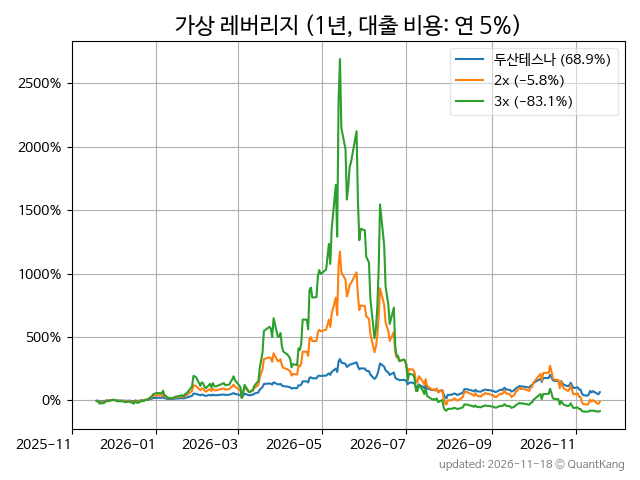 가상 레버리지 (1년, 대출 비용: 연 5%)
두산테스나 (68.9%)
2x (−5.8%)
3x (−83.1%)
2500%
2000%
1500%
1000%
500%
0%
2025-11
2026-01
2026-03
2026-05
2026-07
2026-09
2026-11
updated: 2026-11-18 © QuantKang